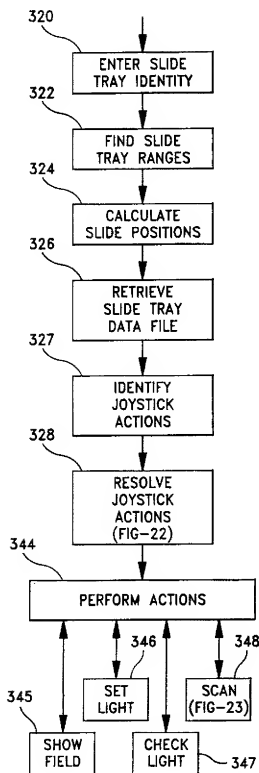 320
ENTER SLIDE
TRAY IDENTITY
322
FIND SLIDE
TRAY RANGES
324
CALCULATE
SLIDE POSITIONS
326
RETRIEVE
SLIDE TRAY
DATA FILE
327
IDENTIFY
JOYSTICK
ACTIONS
328
RESOLVE
JOYSTICK
ACTIONS
(FIG-22)
344
PERFORM ACTIONS
345
SHOW
FIELD
346
SET
LIGHT
CHECK
LIGHT
347
348
SCAN
(FIG-23)